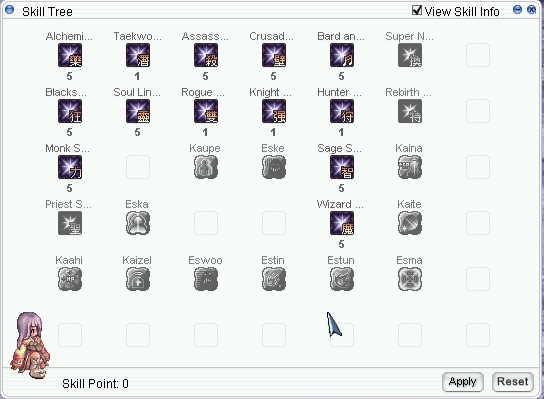 Skill Tree View Skill Info
Alchemi... Taekwo... Assass... Crusad... Bard an... Super N...
5 1 5 5 5
Blacks... Soul Lin... Rogue ... Knight ... Hunter ... Rebirth ...
5 5 1 1 1
Monk S... Kaupe Eske Sage S... Kaina
5 5
Priest S... Eska Wizard ... Kaite
5
Kaahi Kaizel Eswoo Estin Estun Esma
Skill Point: 0 Apply Reset